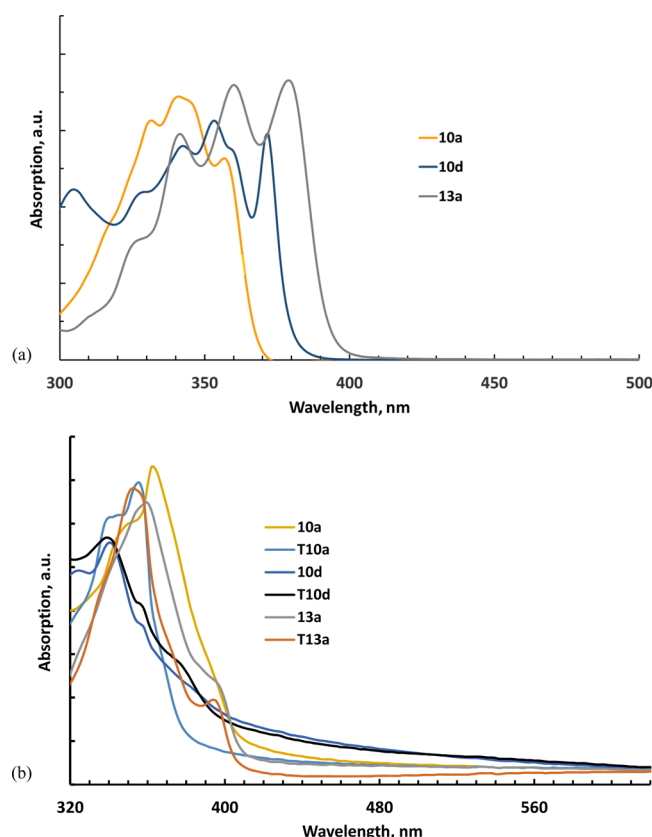 Absorption, a.u.
10a
10d
13a
(a)
300
350
400
450
500
Wavelength, nm
Absorption, a.u.
10a
T10a
10d
T10d
13a
T13a
(b)
320
400
480
560
Wavelength, nm